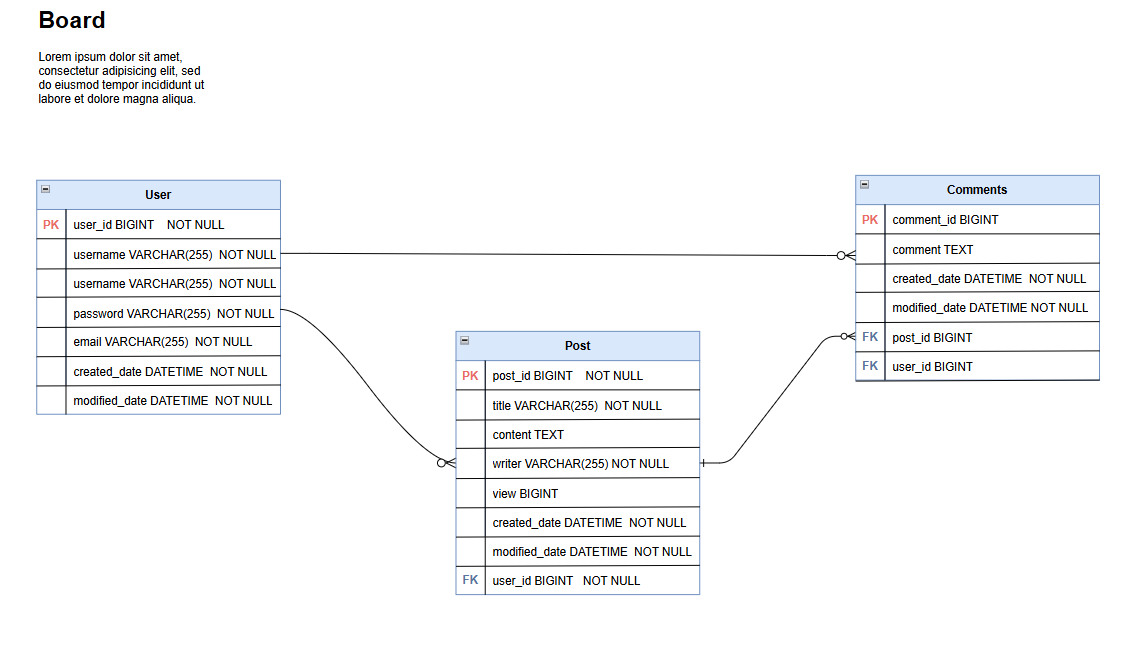 Board
Lorem ipsum dolor sit amet,
consectetur adipisicing elit, sed
do eiusmod tempor incididunt ut
labore et dolore magna aliqua.
User
PK user_id BIGINT NOT NULL
username VARCHAR(255) NOT NULL
username VARCHAR(255) NOT NULL
password VARCHAR(255) NOT NULL
email VARCHAR(255) NOT NULL
created_date DATETIME NOT NULL
modified_date DATETIME NOT NULL
Post
PK post_id BIGINT NOT NULL
title VARCHAR(255) NOT NULL
content TEXT
writer VARCHAR(255) NOT NULL
view BIGINT
created_date DATETIME NOT NULL
modified_date DATETIME NOT NULL
FK user_id BIGINT NOT NULL
Comments
PK comment_id BIGINT
comment TEXT
created_date DATETIME NOT NULL
modified_date DATETIME NOT NULL
FK post_id BIGINT
FK user_id BIGINT